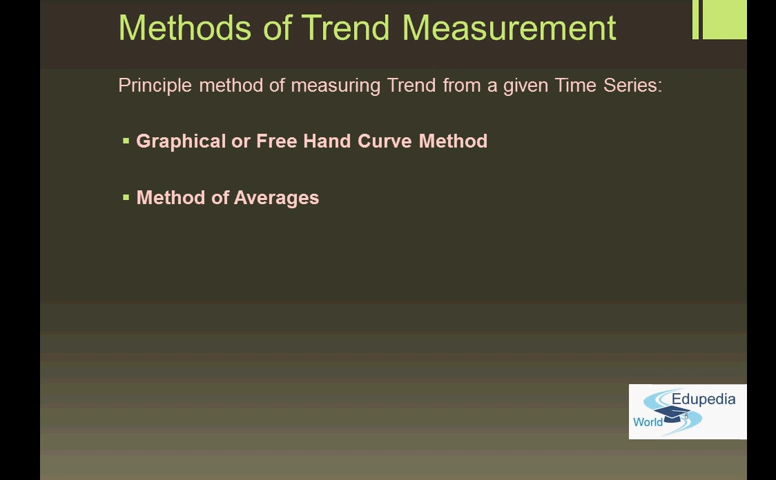 Methods of Trend Measurement
Principle method of measuring Trend from a given Time Series:
Graphical or Free Hand Curve Method
Method of Averages
Edupedia
World